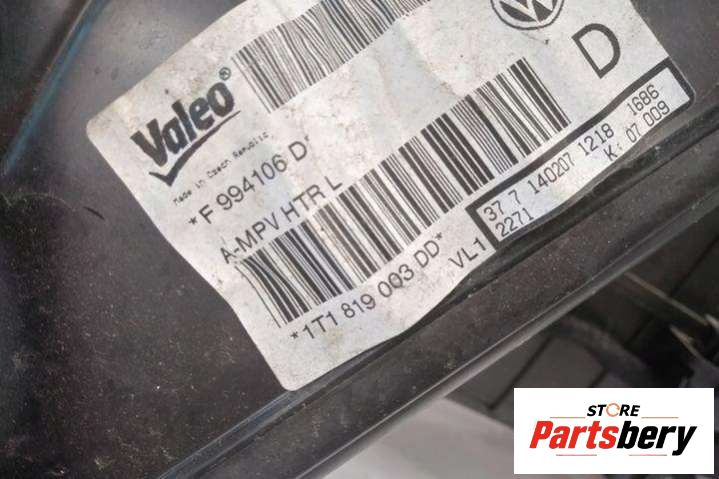 Valeo®
Made in Czech Republic
*F 994106 D*
D
A-MPV HTR L
*1T1 819 003 DD*
VL1
37 7 140207 1218 1686
2271 K: 07 009
STORE
Partsbery